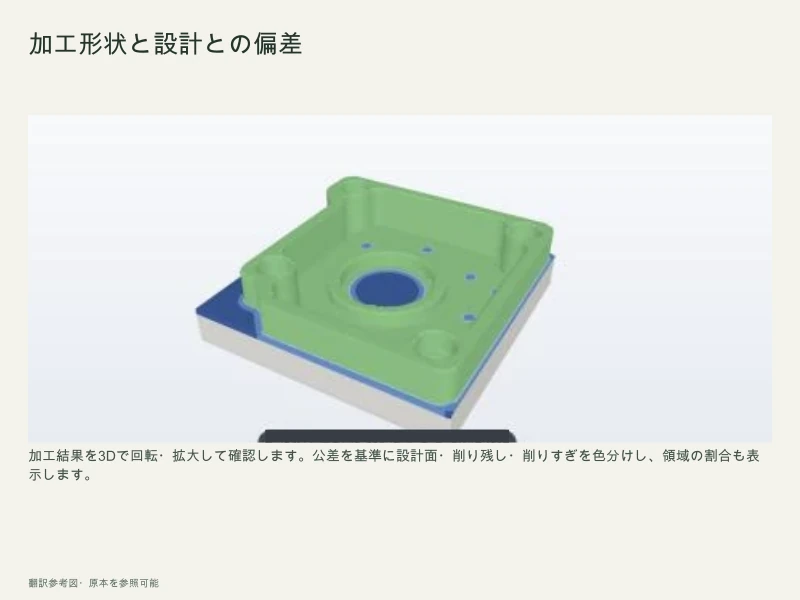 加工形状と設計との偏差
加工結果を3Dで回転・拡大して確認します。公差を基準に設計面・削り残し・削りすぎを色分けし、領域の割合も表
示します。
翻訳参考図・原本を参照可能